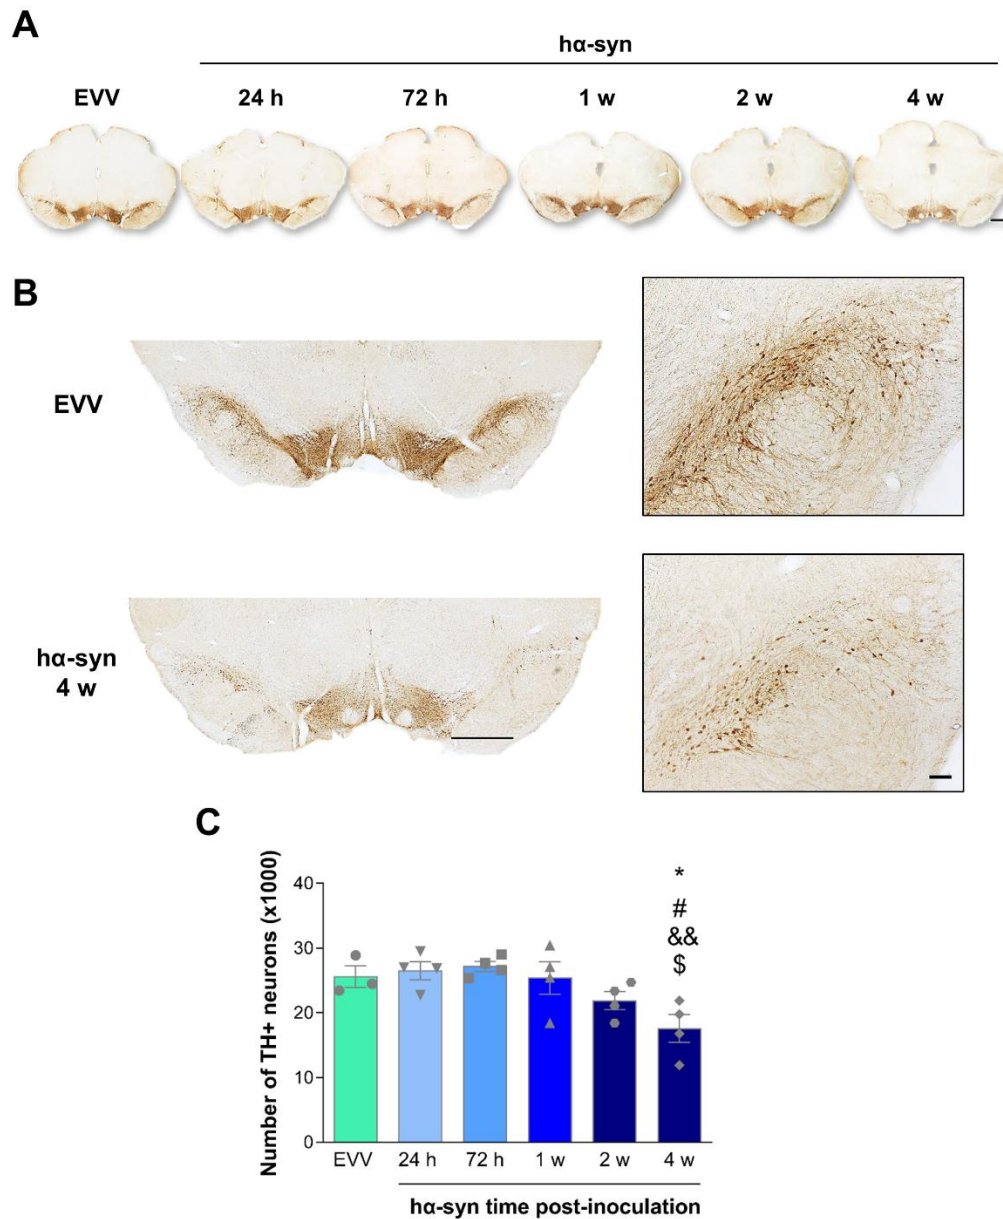 A
hα-syn
EVV 24 h 72 h 1 w 2 w 4 w
B
EVV
hα-syn
4 w
C
Number of TH+ neurons (x1000)
40
30
20
10
0
*
#
&&
$
EVV 24 h 72 h 1 w 2 w 4 w
hα-syn time post-inoculation